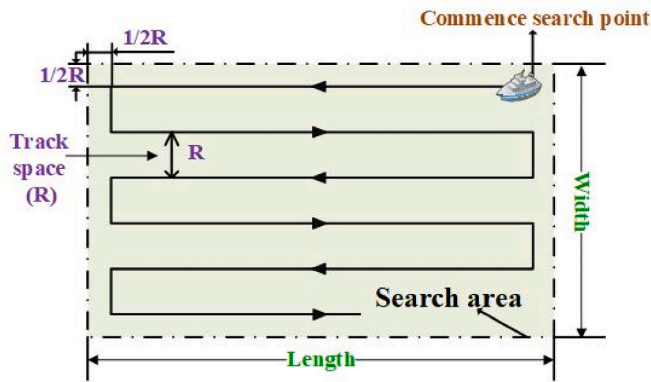 Commence search point
1/2R
1/2R
Track
space
(R)
R
Width
Search area
Length